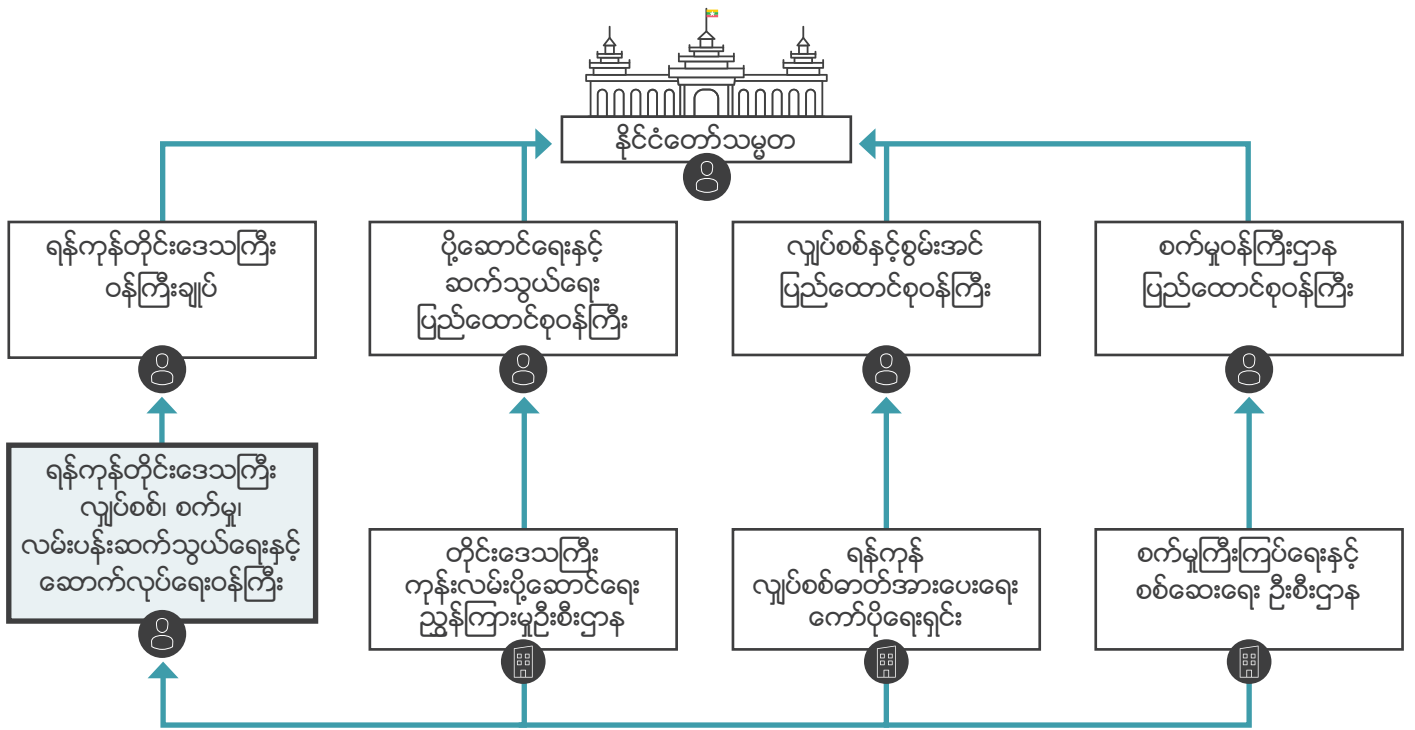 နိုင်ငံတော်သမ္မတ
ရန်ကုန်တိုင်းဒေသကြီး
ဝန်ကြီးချုပ်
ပို့ဆောင်ရေးနှင့်
ဆက်သွယ်ရေး
ပြည်ထောင်စုဝန်ကြီး
လျှပ်စစ်နှင့်စွမ်းအင်
ပြည်ထောင်စုဝန်ကြီး
စက်မှုဝန်ကြီးဌာန
ပြည်ထောင်စုဝန်ကြီး
ရန်ကုန်တိုင်းဒေသကြီး
လျှပ်စစ်၊ စက်မှု၊
လမ်းပန်းဆက်သွယ်ရေးနှင့်
ဆောက်လုပ်ရေးဝန်ကြီး
တိုင်းဒေသကြီး
ကုန်းလမ်းပို့ဆောင်ရေး
ညွှန်ကြားမှုဦးစီးဌာန
ရန်ကုန်
လျှပ်စစ်ဓာတ်အားပေးရေး
ကော်ပိုရေးရှင်း
စက်မှုကြီးကြပ်ရေးနှင့်
စစ်ဆေးရေး ဦးစီးဌာန